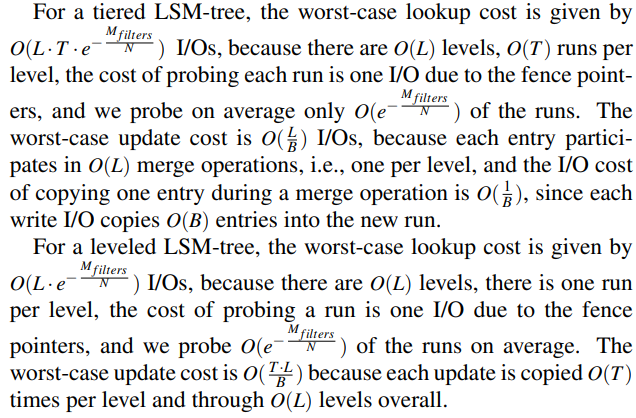 For a tiered LSM-tree, the worst-case lookup cost is given by
O(L·T·e^{-\frac{M_{filters}}{N}}) I/Os, because there are O(L) levels, O(T) runs per
level, the cost of probing each run is one I/O due to the fence point-
ers, and we probe on average only O(e^{-\frac{M_{filters}}{N}}) of the runs. The
worst-case update cost is O(\frac{L}{B}) I/Os, because each entry partici-
pates in O(L) merge operations, i.e., one per level, and the I/O cost
of copying one entry during a merge operation is O(\frac{1}{B}), since each
write I/O copies O(B) entries into the new run.
For a leveled LSM-tree, the worst-case lookup cost is given by
O(L·e^{-\frac{M_{filters}}{N}}) I/Os, because there are O(L) levels, there is one run
per level, the cost of probing a run is one I/O due to the fence
pointers, and we probe O(e^{-\frac{M_{filters}}{N}}) of the runs on average. The
worst-case update cost is O(\frac{T·L}{B}) because each update is copied O(T)
times per level and through O(L) levels overall.